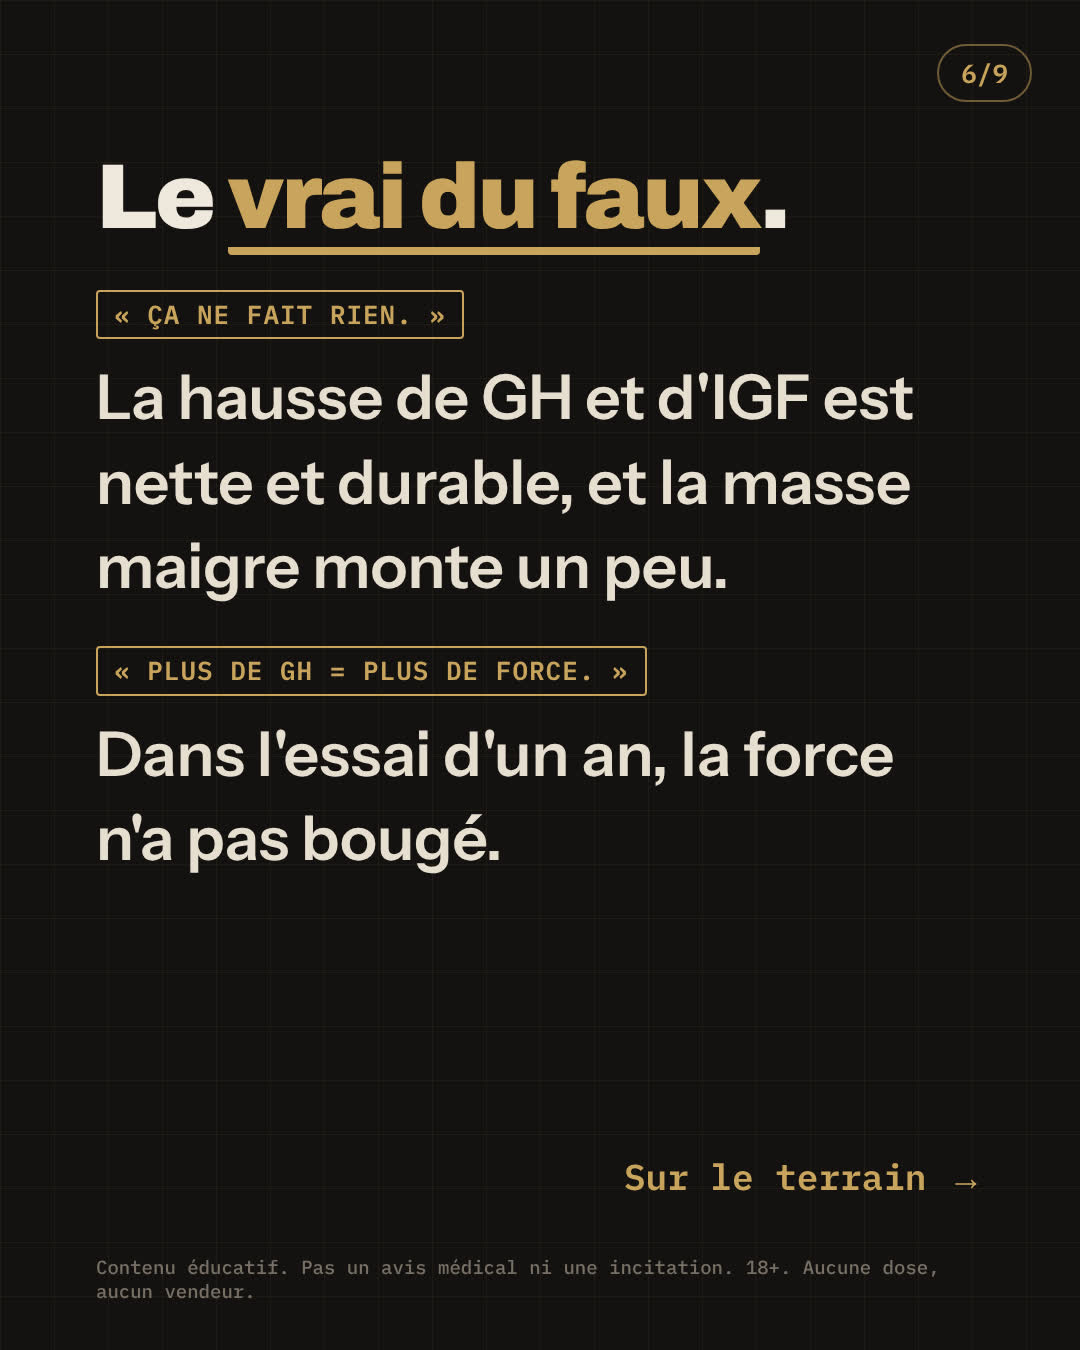 6/9
Le vrai du faux.
« ÇA NE FAIT RIEN. »
La hausse de GH et d'IGF est
nette et durable, et la masse
maigre monte un peu.
« PLUS DE GH = PLUS DE FORCE. »
Dans l'essai d'un an, la force
n'a pas bougé.
Sur le terrain →
Contenu éducatif. Pas un avis médical ni une incitation. 18+. Aucune dose,
aucun vendeur.